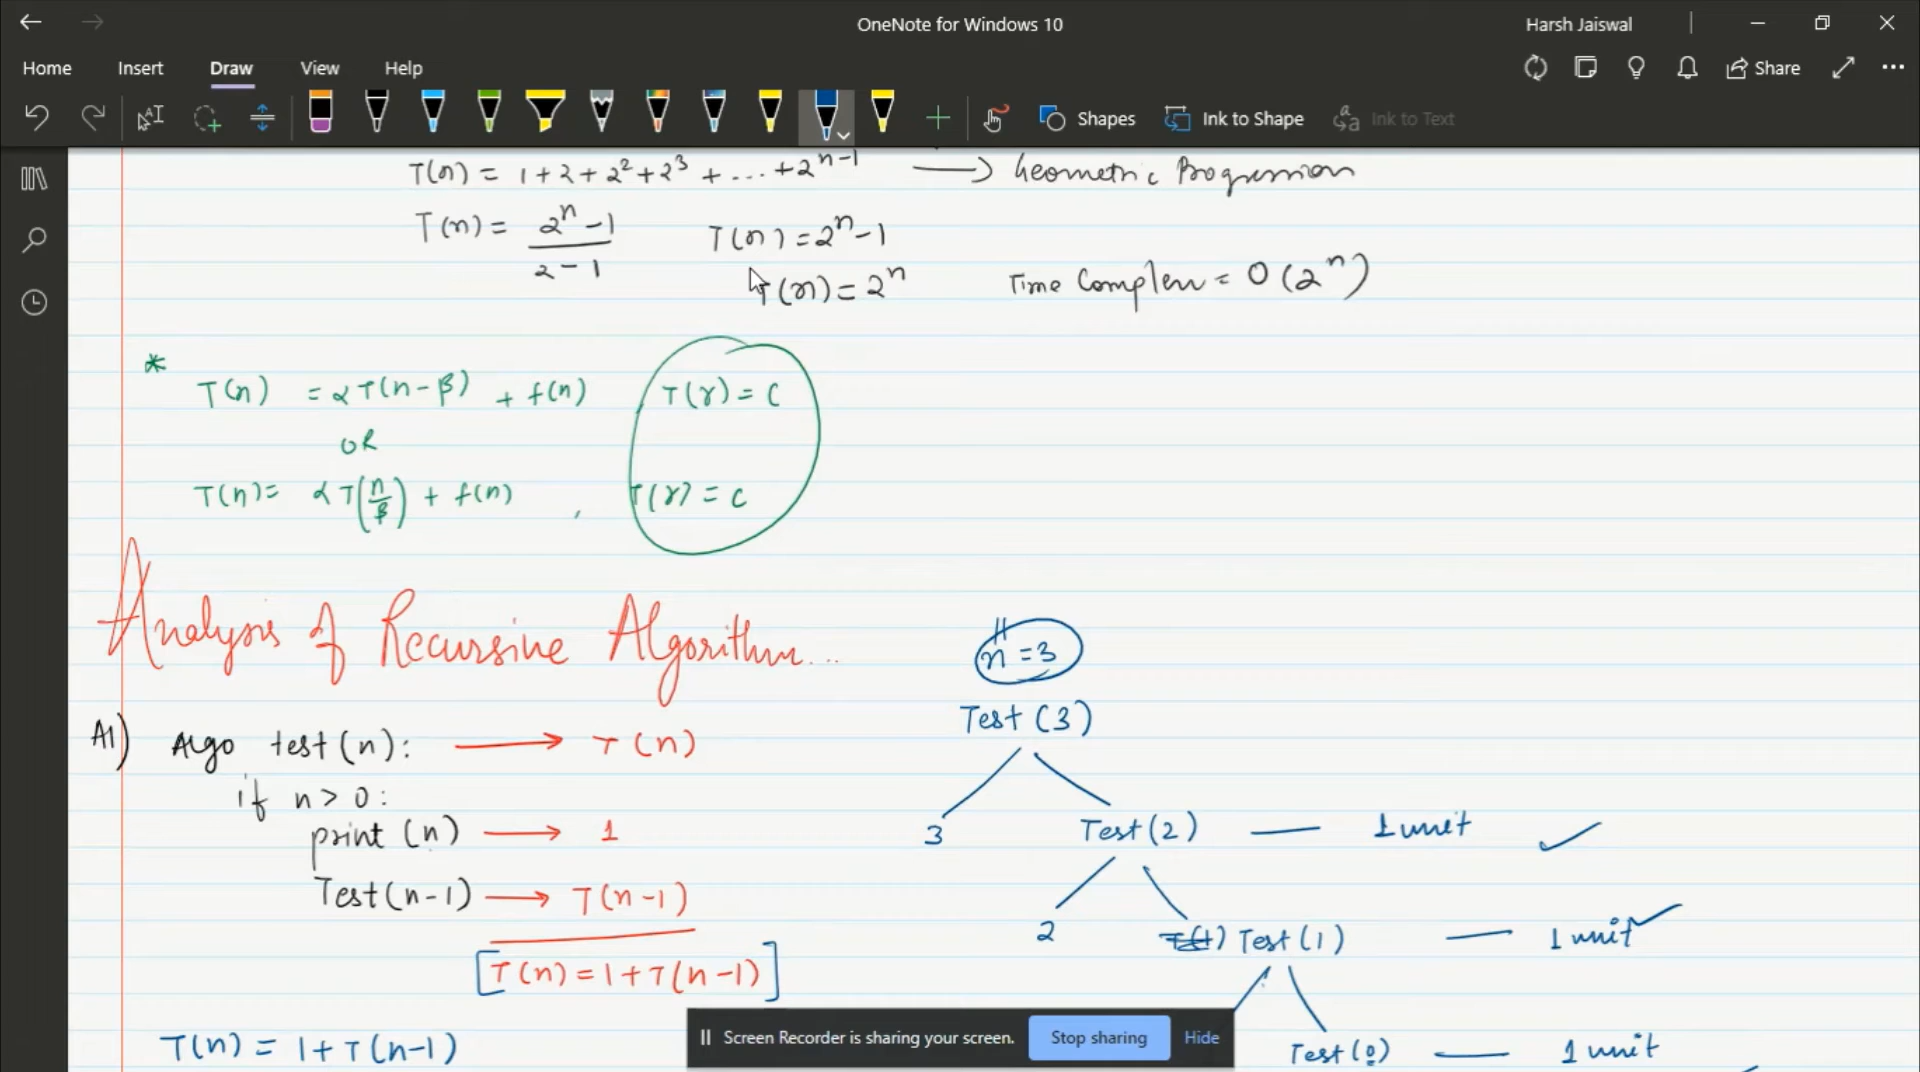 OneNote for Windows 10
Harsh Jaiswal
Home Insert Draw View Help
Share
Shapes Ink to Shape Ink to Text
T(n) = 1+2+2²+2³ + ... +2ⁿ⁻¹ → Geometric Progression
T(n) = (2ⁿ-1)/(2-1) T(n) = 2ⁿ-1
T(n) = 2ⁿ Time Complex = O(2ⁿ)
*
T(n) = αT(n-β) + f(n) T(γ) = C
OR
T(n) = αT(n/β) + f(n) , T(γ) = C
Analysis of Recursive Algorithm...
n=3
Test(3)
A1) Algo test(n): → T(n)
if n>0:
print(n) → 1
3 Test(2) — 1 unit ✓
Test(n-1) → T(n-1)
2 Test(1) — 1 unit ✓
[T(n) = 1+T(n-1)]
Screen Recorder is sharing your screen. Stop sharing Hide
T(n) = 1+T(n-1)
Test(0) — 1 unit